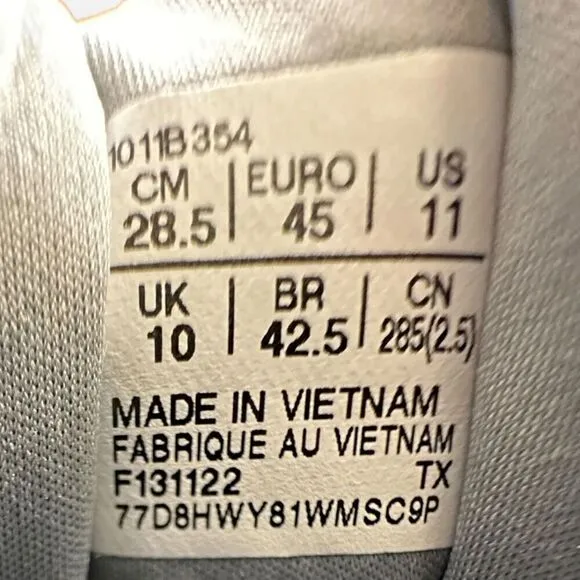 1011B354
CM | EURO | US
28.5 | 45 | 11
UK | BR | CN
10 | 42.5 | 285(2.5)
MADE IN VIETNAM
FABRIQUE AU VIETNAM
F131122 TX
77D8HWY81WMSC9P